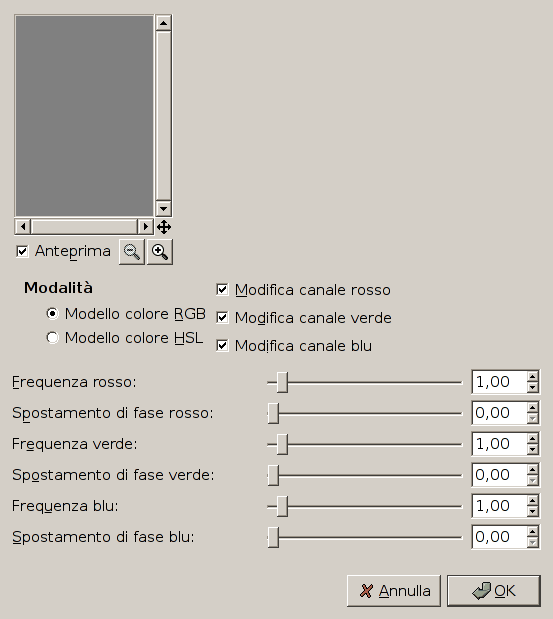 Anteprima
Modalità
Modello colore RGB
Modello colore HSL
Modifica canale rosso
Modifica canale verde
Modifica canale blu
Frequenza rosso: 1,00
Spostamento di fase rosso: 0,00
Frequenza verde: 1,00
Spostamento di fase verde: 0,00
Frequenza blu: 1,00
Spostamento di fase blu: 0,00
Annulla OK